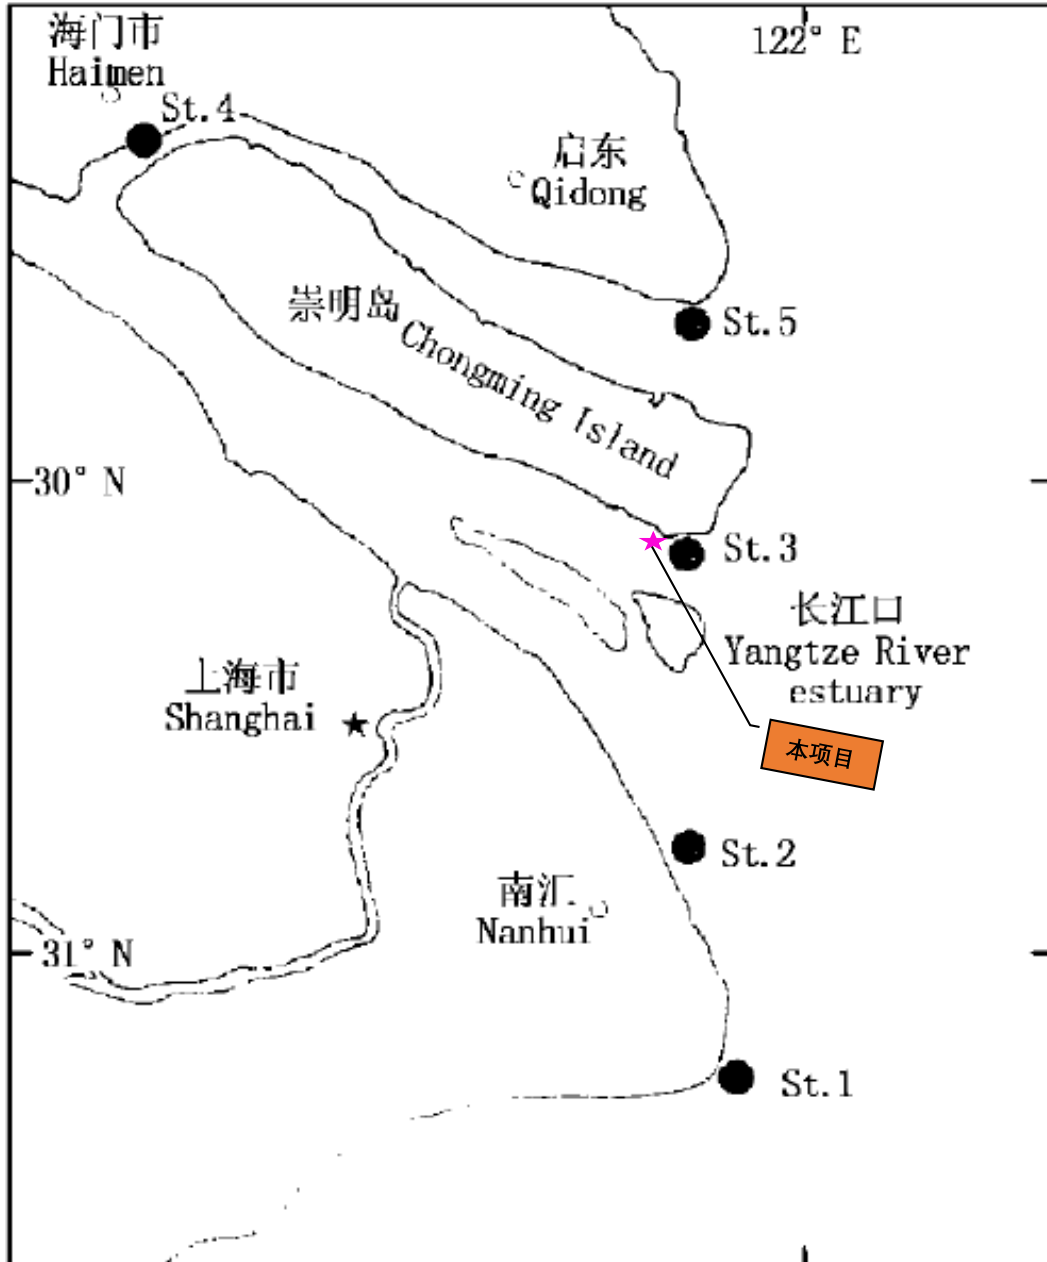 海门市
Haimen
122° E
St.4
启东
Qidong
崇明岛
Chongming Island
St.5
30° N
St.3
长江口
Yangtze River
estuary
上海市
Shanghai
本项目
St.2
南汇
Nanhui
31° N
St.1